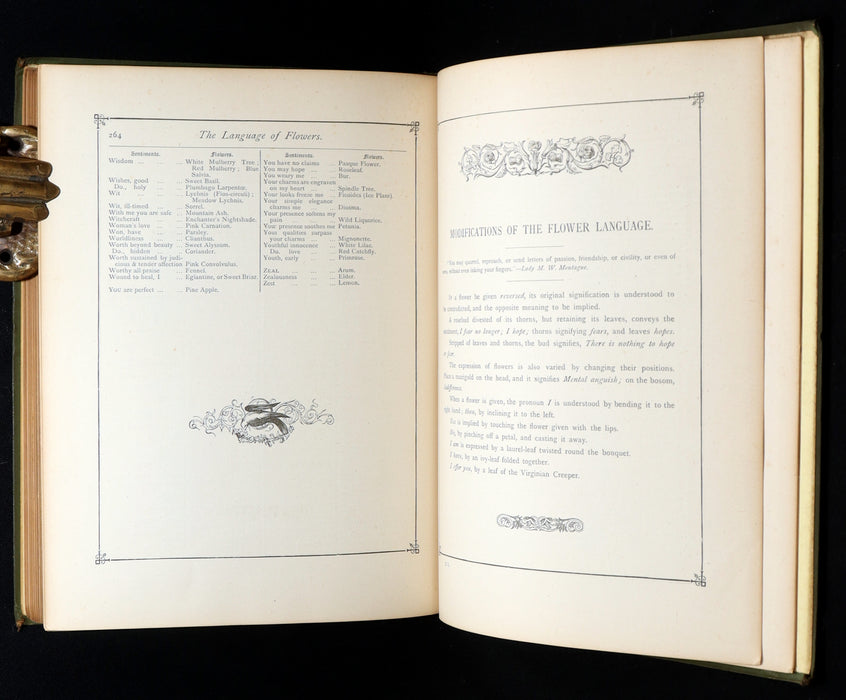 264
The Language of Flowers.
Sentiments. Flowers.
Wisdom ... ... ... White Mulberry Tree;
Red Mulberry; Blue
Salvia.
Wishes, good ... ... Sweet Basil.
Do., holy ... ... Plumbago Larpentæ.
Wit ... ... ... Lychnis (Flos-cuculi);
Meadow Lychnis.
Wit, ill-timed ... ... Sorrel.
With me you are safe ... Mountain Ash.
Witchcraft ... ... Enchanter's Nightshade.
Woman's love ... ... Pink Carnation.
Won, have ... ... Parsley.
Worldliness ... ... Clianthus.
Worth beyond beauty ... Sweet Alyssum.
Do., hidden ... ... Coriander.
Worth sustained by judi-
cious & tender affection Pink Convolvulus.
Worthy all praise ... Fennel.
Wound to heal, I ... Eglantine, or Sweet Briar.
YOU are perfect ... ... Pine Apple.
Sentiments. Flowers.
You have no claims ... Pasque Flower.
You may hope ... ... Roseleaf.
You weary me ... ... Bur.
Your charms are engraven
on my heart ... ... Spindle Tree.
Your looks freeze me ... Ficoides (Ice Plant).
Your simple elegance
charms me ... ... Diosma.
Your presence softens my
pain ... ... ... Wild Liquorice.
Your presence soothes me Petunia.
Your qualities surpass
your charms ... ... Mignonette.
Youthful innocence ... White Lilac.
Do. love ... ... Red Catchfly.
Youth, early ... ... Primrose.
ZEAL ... ... ... Arum.
Zealousness ... ... Elder.
Zest ... ... ... Lemon.
MODIFICATIONS OF THE FLOWER LANGUAGE.
"You may quarrel, reproach, or send letters of passion, friendship, or civility, or even of
news, without even inking your fingers."—Lady M. W. Montague.
If a flower be given reversed, its original signification is understood to
be contradicted, and the opposite meaning to be implied.
A rosebud divested of its thorns, but retaining its leaves, conveys the
sentiment, I fear no longer; I hope; thorns signifying fears, and leaves hopes.
Stripped of leaves and thorns, the bud signifies, There is nothing to hope
or fear.
The expression of flowers is also varied by changing their positions.
Place a marigold on the head, and it signifies Mental anguish; on the bosom,
Indifference.
When a flower is given, the pronoun I is understood by bending it to the
right hand; thou, by inclining it to the left.
Yes is implied by touching the flower given with the lips.
No, by pinching off a petal, and casting it away.
I am is expressed by a laurel-leaf twisted round the bouquet.
I have, by an ivy-leaf folded together.
I offer you, by a leaf of the Virginian Creeper.